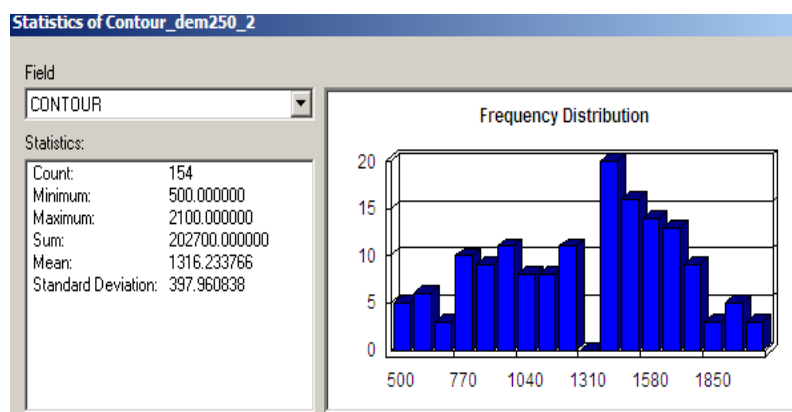 Statistics of Contour_dem250_2
Field
CONTOUR
Statistics:
Count: 154
Minimum: 500.000000
Maximum: 2100.000000
Sum: 202700.000000
Mean: 1316.233766
Standard Deviation: 397.960838
Frequency Distribution
20
15
10
5
0
500 770 1040 1310 1580 1850